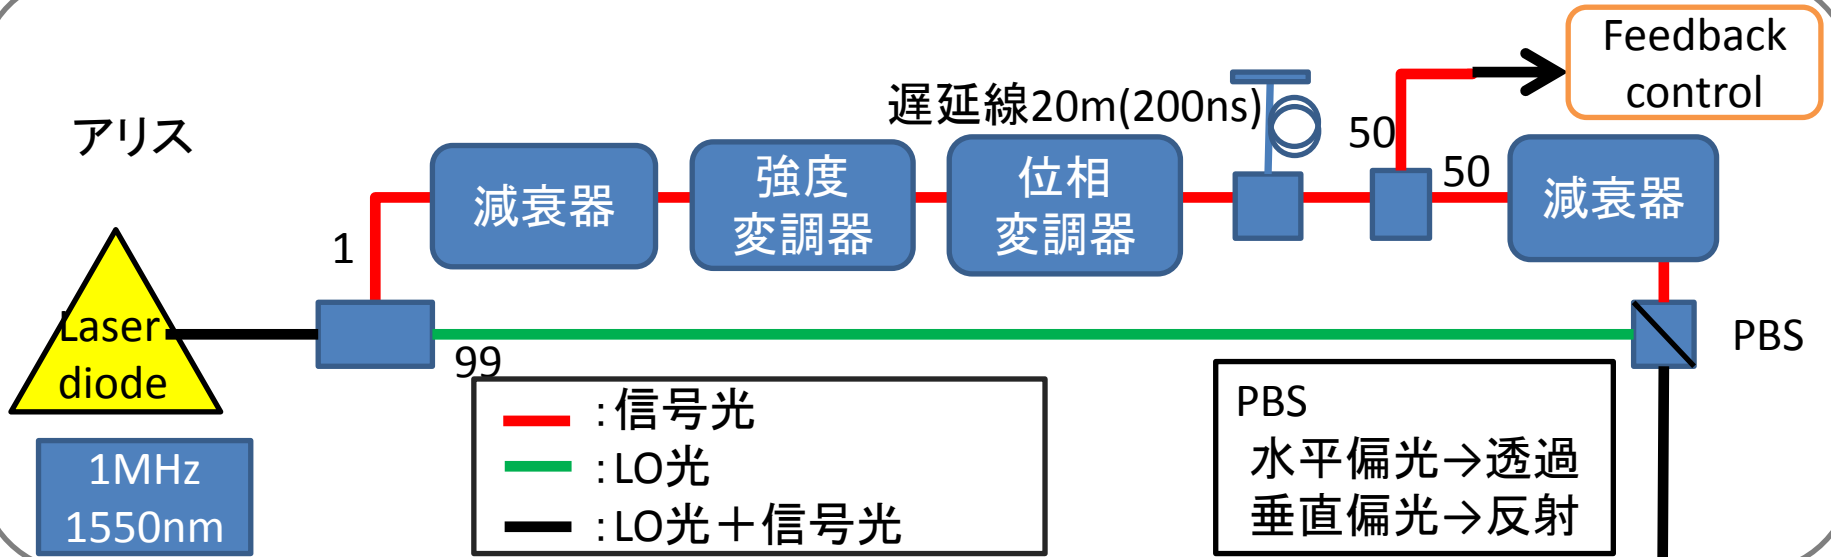 アリス
Laser
diode
1MHz
1550nm
1
99
減衰器
強度
変調器
位相
変調器
遅延線20m(200ns)
50
50
Feedback
control
減衰器
PBS
:信号光
:LO光
:LO光＋信号光
PBS
水平偏光→透過
垂直偏光→反射